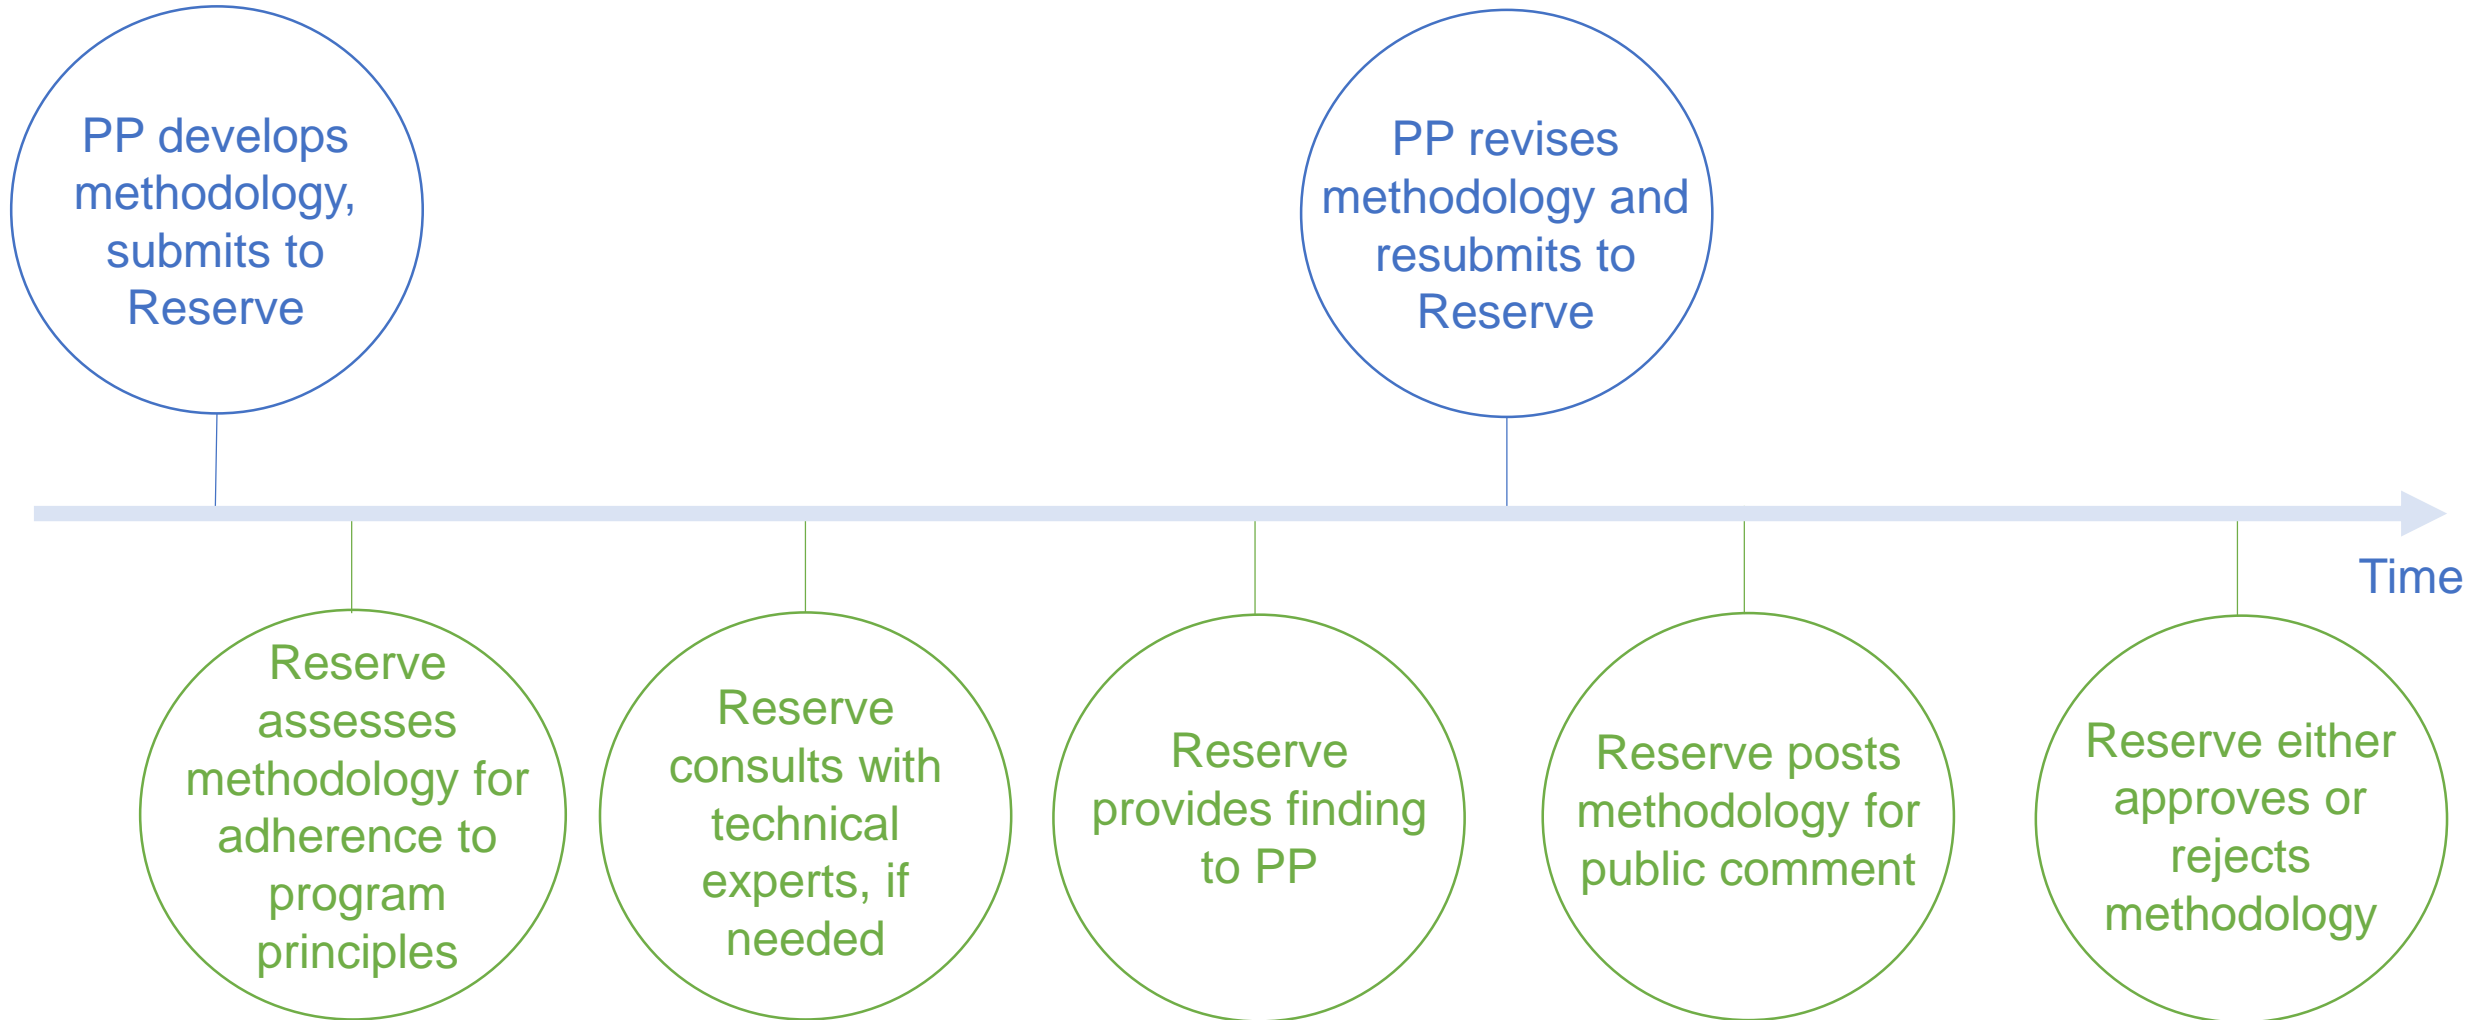 PP develops
methodology,
submits to
Reserve
PP revises
methodology and
resubmits to
Reserve
Time
Reserve
assesses
methodology for
adherence to
program
principles
Reserve
consults with
technical
experts, if
needed
Reserve
provides finding
to PP
Reserve posts
methodology for
public comment
Reserve either
approves or
rejects
methodology